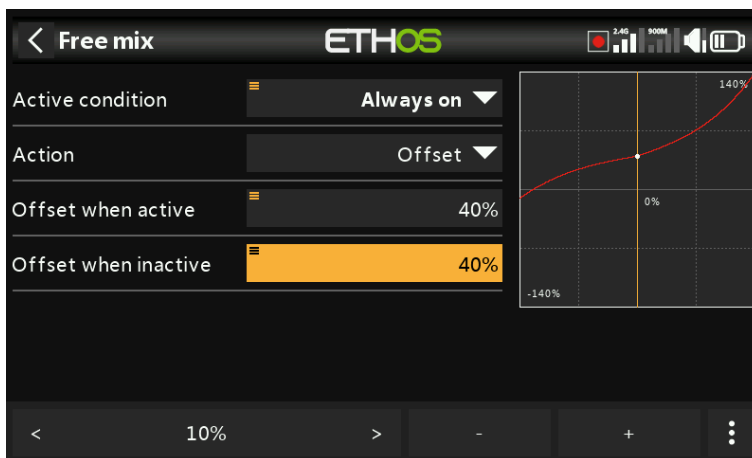 < Free mix
ETHOS
2.4G
900M
Active condition
Always on
Action
Offset
Offset when active
40%
Offset when inactive
40%
140%
0%
-140%
< 10% > - +